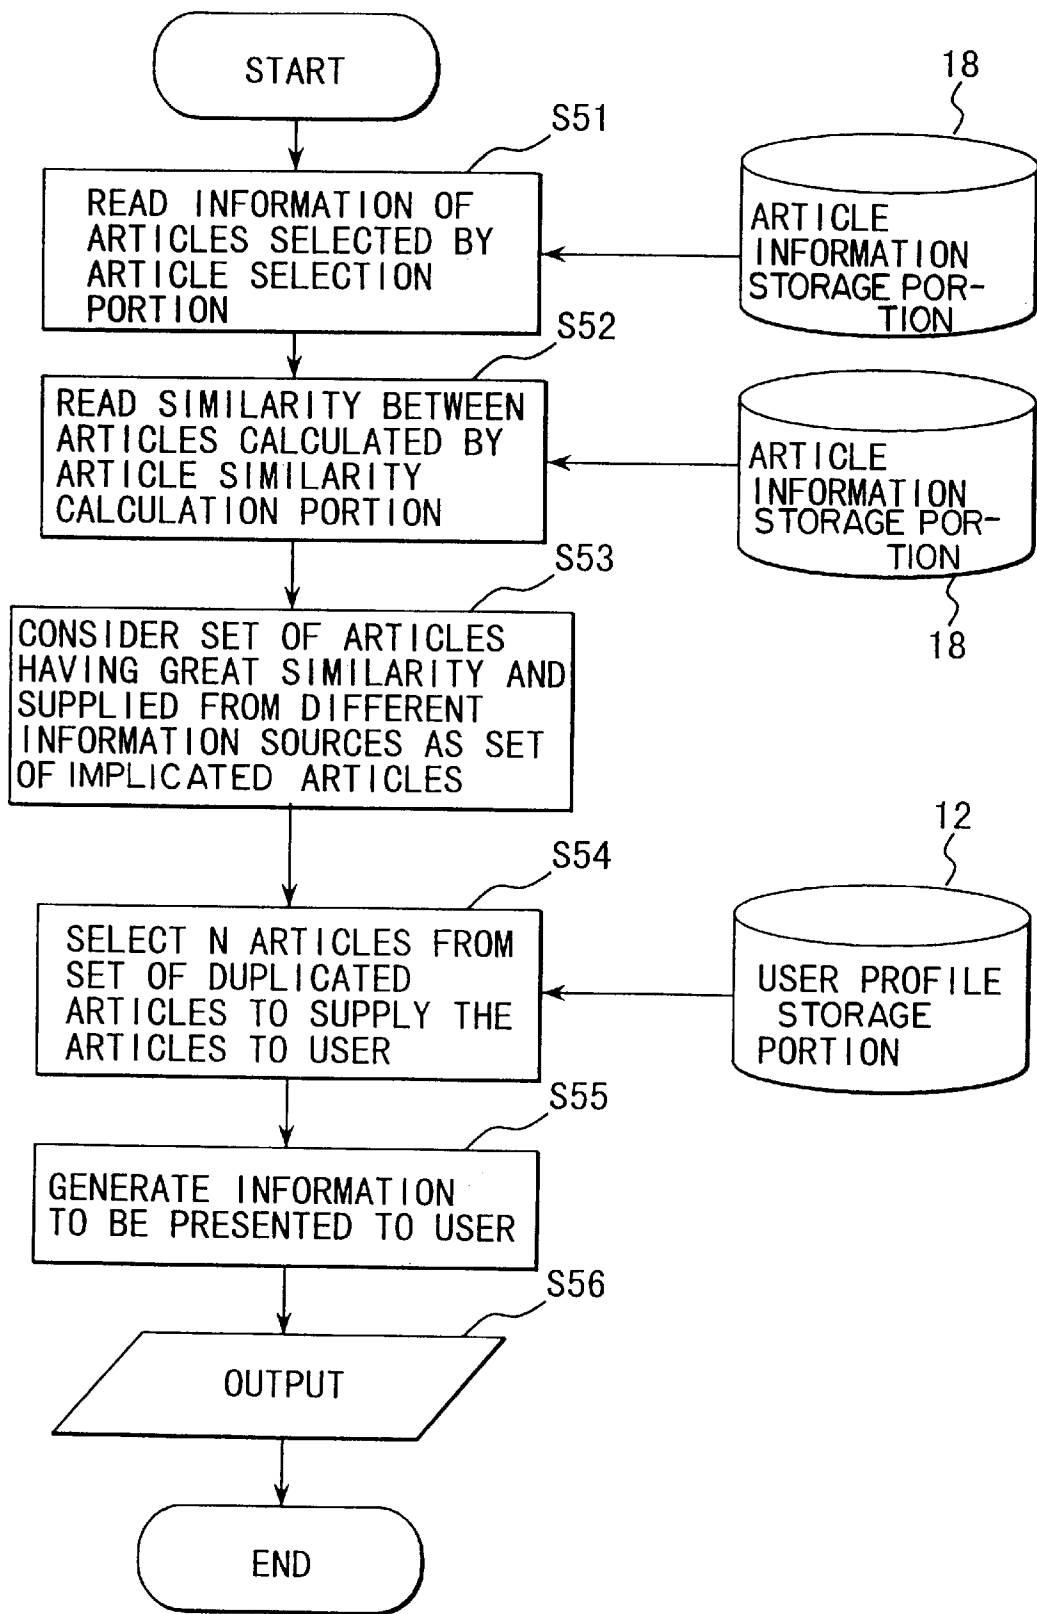 START
S51
18
READ INFORMATION OF
ARTICLES SELECTED BY
ARTICLE SELECTION
PORTION
ARTICLE
INFORMATION
STORAGE POR-
TION
S52
READ SIMILARITY BETWEEN
ARTICLES CALCULATED BY
ARTICLE SIMILARITY
CALCULATION PORTION
ARTICLE
INFORMATION
STORAGE POR-
TION
18
S53
CONSIDER SET OF ARTICLES
HAVING GREAT SIMILARITY AND
SUPPLIED FROM DIFFERENT
INFORMATION SOURCES AS SET
OF IMPLICATED ARTICLES
12
S54
SELECT N ARTICLES FROM
SET OF DUPLICATED
ARTICLES TO SUPPLY THE
ARTICLES TO USER
USER PROFILE
STORAGE
PORTION
S55
GENERATE INFORMATION
TO BE PRESENTED TO USER
S56
OUTPUT
END